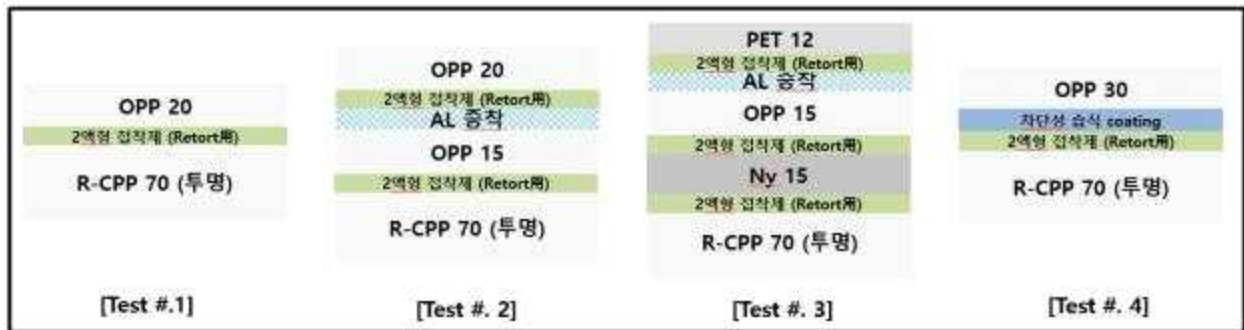 OPP 20
2액형 접착제 (Retort用)
R-CPP 70 (투명)
[Test #.1]
OPP 20
2액형 접착제 (Retort用)
AL 증착
OPP 15
2액형 접착제 (Retort用)
R-CPP 70 (투명)
[Test #. 2]
PET 12
2액형 접착제 (Retort用)
AL 증착
OPP 15
2액형 접착제 (Retort用)
Ny 15
2액형 접착제 (Retort用)
R-CPP 70 (투명)
[Test #. 3]
OPP 30
차단성 습식 coating
2액형 접착제 (Retort用)
R-CPP 70 (투명)
[Test #. 4]